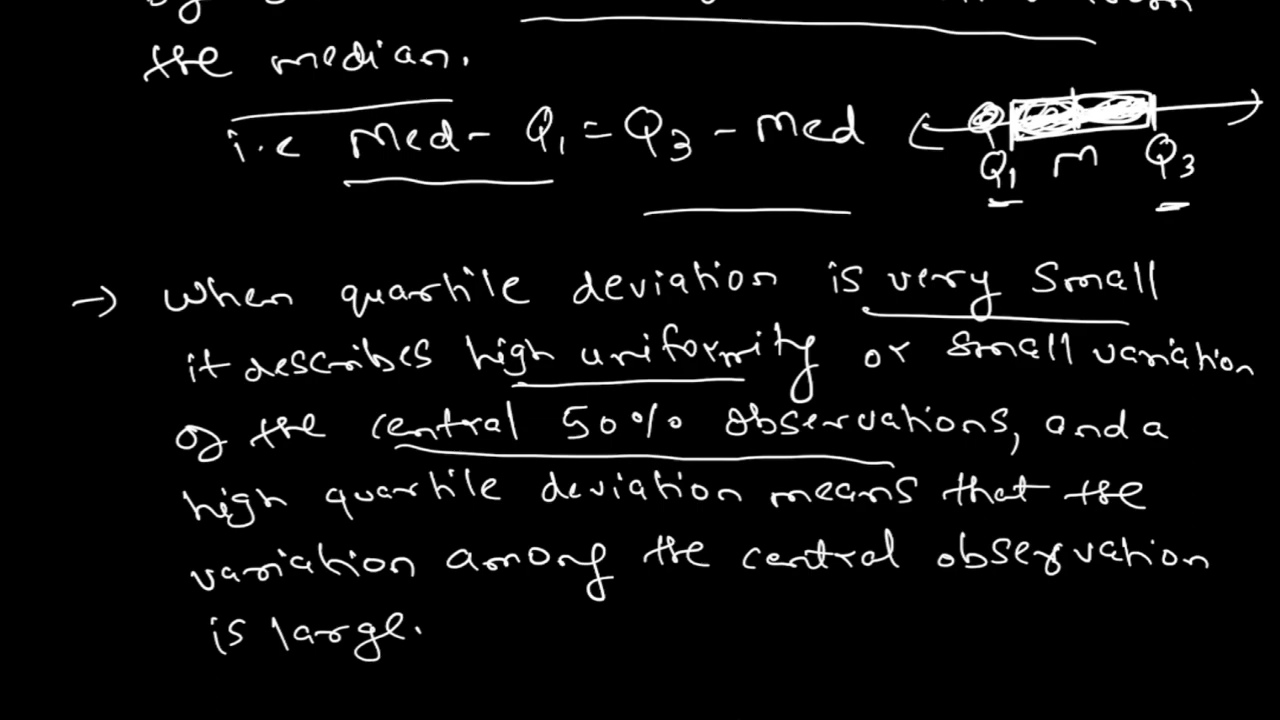 the median.
i.e Med- Q₁ = Q₃ - Med
Q₁ m Q₃
→ When quartile deviation is very small
it describes high uniformity or small variation
of the central 50% observations, and a
high quartile deviation means that the
variation among the central observation
is large.